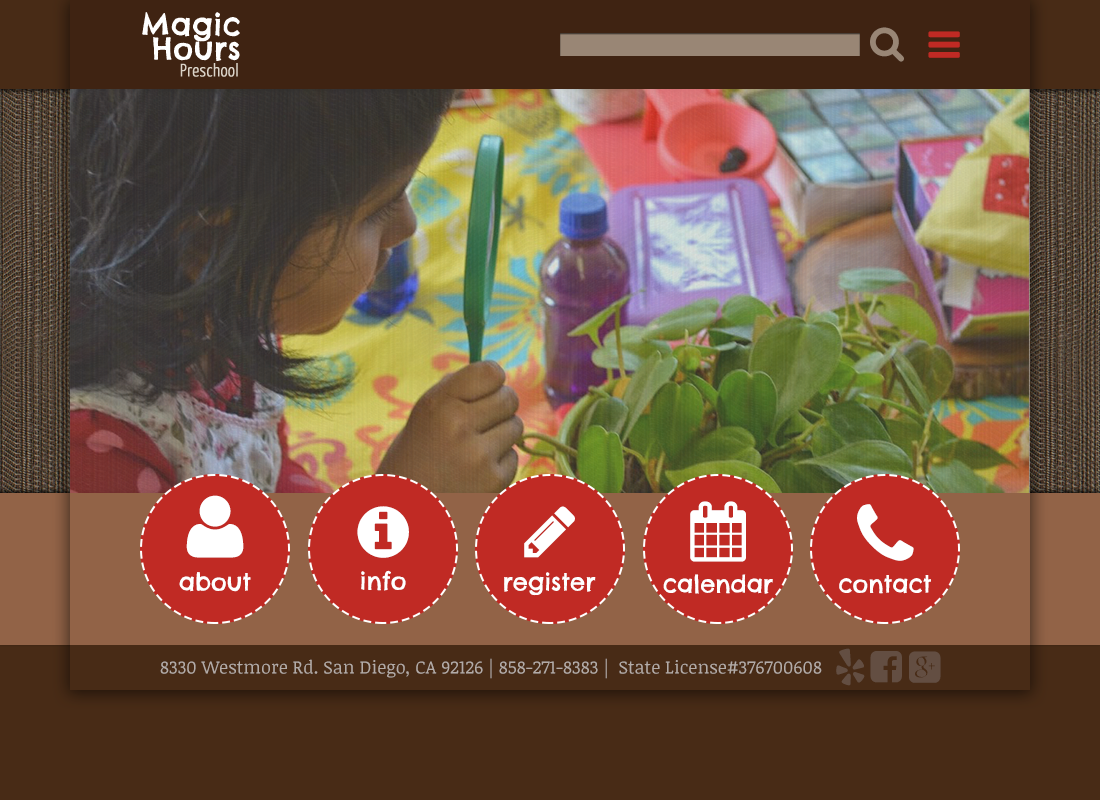 Magic
Hours
Preschool
about
info
register
calendar
contact
8330 Westmore Rd. San Diego, CA 92126 | 858-271-8383 | State License#376700608